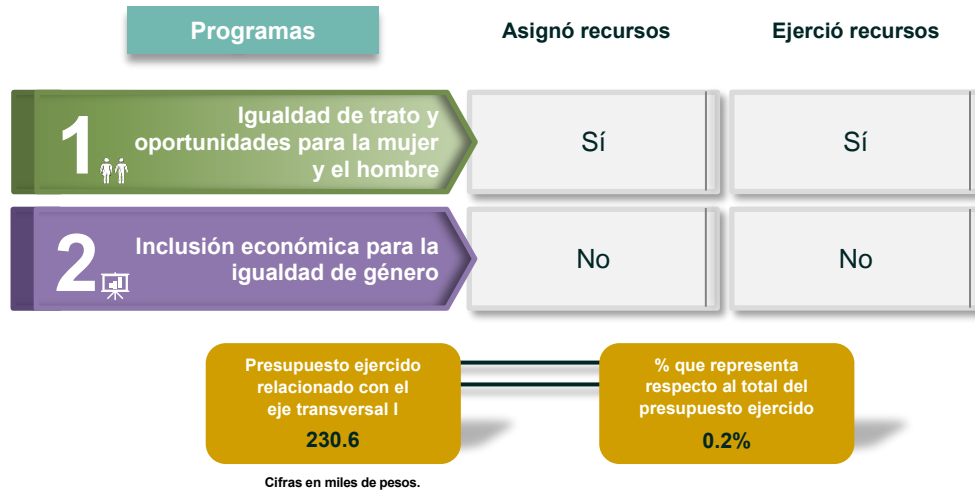 Programas
Asignó recursos
Ejerció recursos
1
Igualdad de trato y
oportunidades para la mujer
y el hombre
Sí
Sí
2
Inclusión económica para la
igualdad de género
No
No
Presupuesto ejercido
relacionado con el
eje transversal I
230.6
% que representa
respecto al total del
presupuesto ejercido
0.2%
Cifras en miles de pesos.